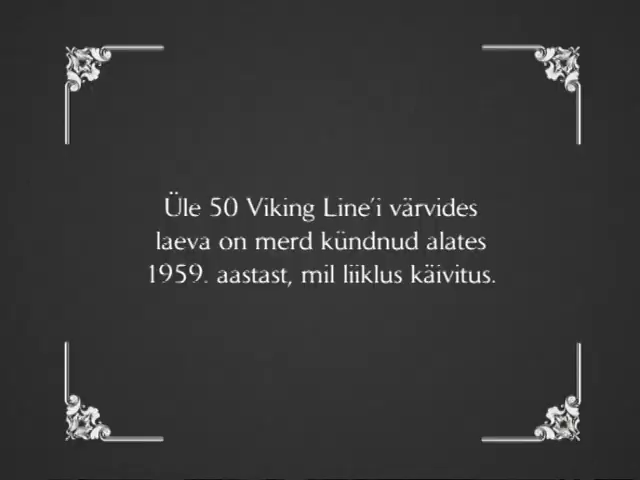 Üle 50 Viking Line'i värvides
laeva on merd kündnud alates
1959. aastast, mil liiklus käivitus.